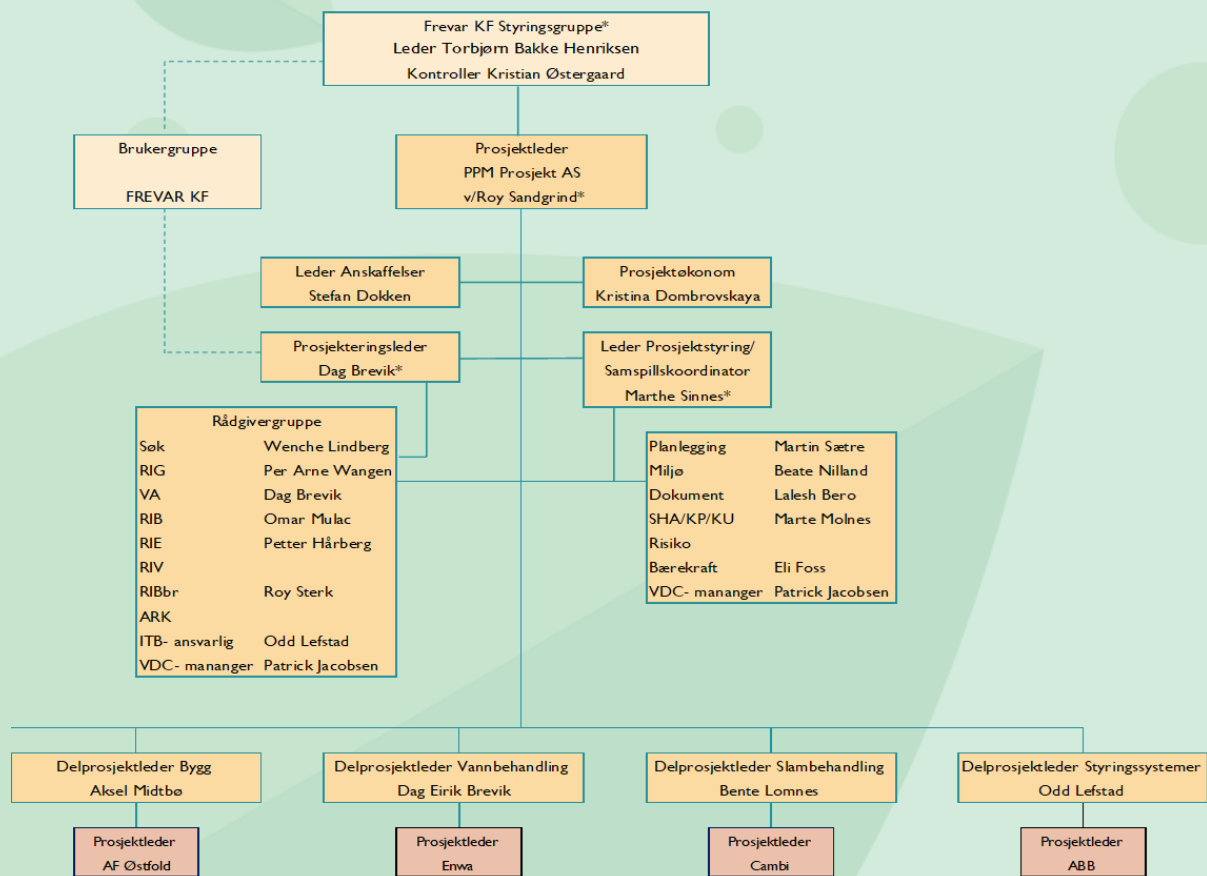 Frevar KF Styringsgruppe*
Leder Torbjørn Bakke Henriksen
Kontroller Kristian Østergaard
Brukergruppe
FREVAR KF
Prosjektleder
PPM Prosjekt AS
v/Roy Sandgrind*
Leder Anskaffelser
Stefan Dokken
Prosjektøkonom
Kristina Dombrovskaya
Prosjekteringsleder
Dag Brevik*
Leder Prosjektstyring/
Samspillskoordinator
Marthe Sinnes*
Rådgivergruppe
Søk Wenche Lindberg
RIG Per Arne Wangen
VA Dag Brevik
RIB Omar Mulac
RIE Petter Hårberg
RIV
RIBbr Roy Sterk
ARK
ITB- ansvarlig Odd Lefstad
VDC- mananger Patrick Jacobsen
Planlegging Martin Sætre
Miljø Beate Nilland
Dokument Lalesh Bero
SHA/KP/KU Marte Molnes
Risiko
Bærekraft Eli Foss
VDC- mananger Patrick Jacobsen
Delprosjektleder Bygg
Aksel Midtbø
Delprosjektleder Vannbehandling
Dag Eirik Brevik
Delprosjektleder Slambehandling
Bente Lomnes
Delprosjektleder Styringssystemer
Odd Lefstad
Prosjektleder
AF Østfold
Prosjektleder
Enwa
Prosjektleder
Cambi
Prosjektleder
ABB